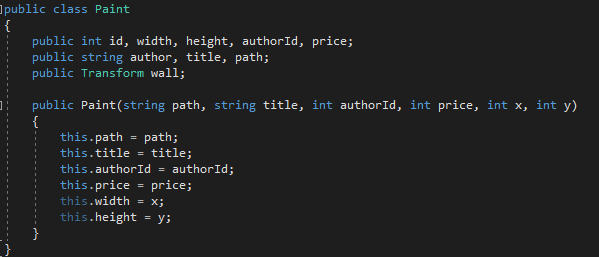 public class Paint
{
public int id, width, height, authorId, price;
public string author, title, path;
public Transform wall;
public Paint(string path, string title, int authorId, int price, int x, int y)
{
this.path = path;
this.title = title;
this.authorId = authorId;
this.price = price;
this.width = x;
this.height = y;
}
}